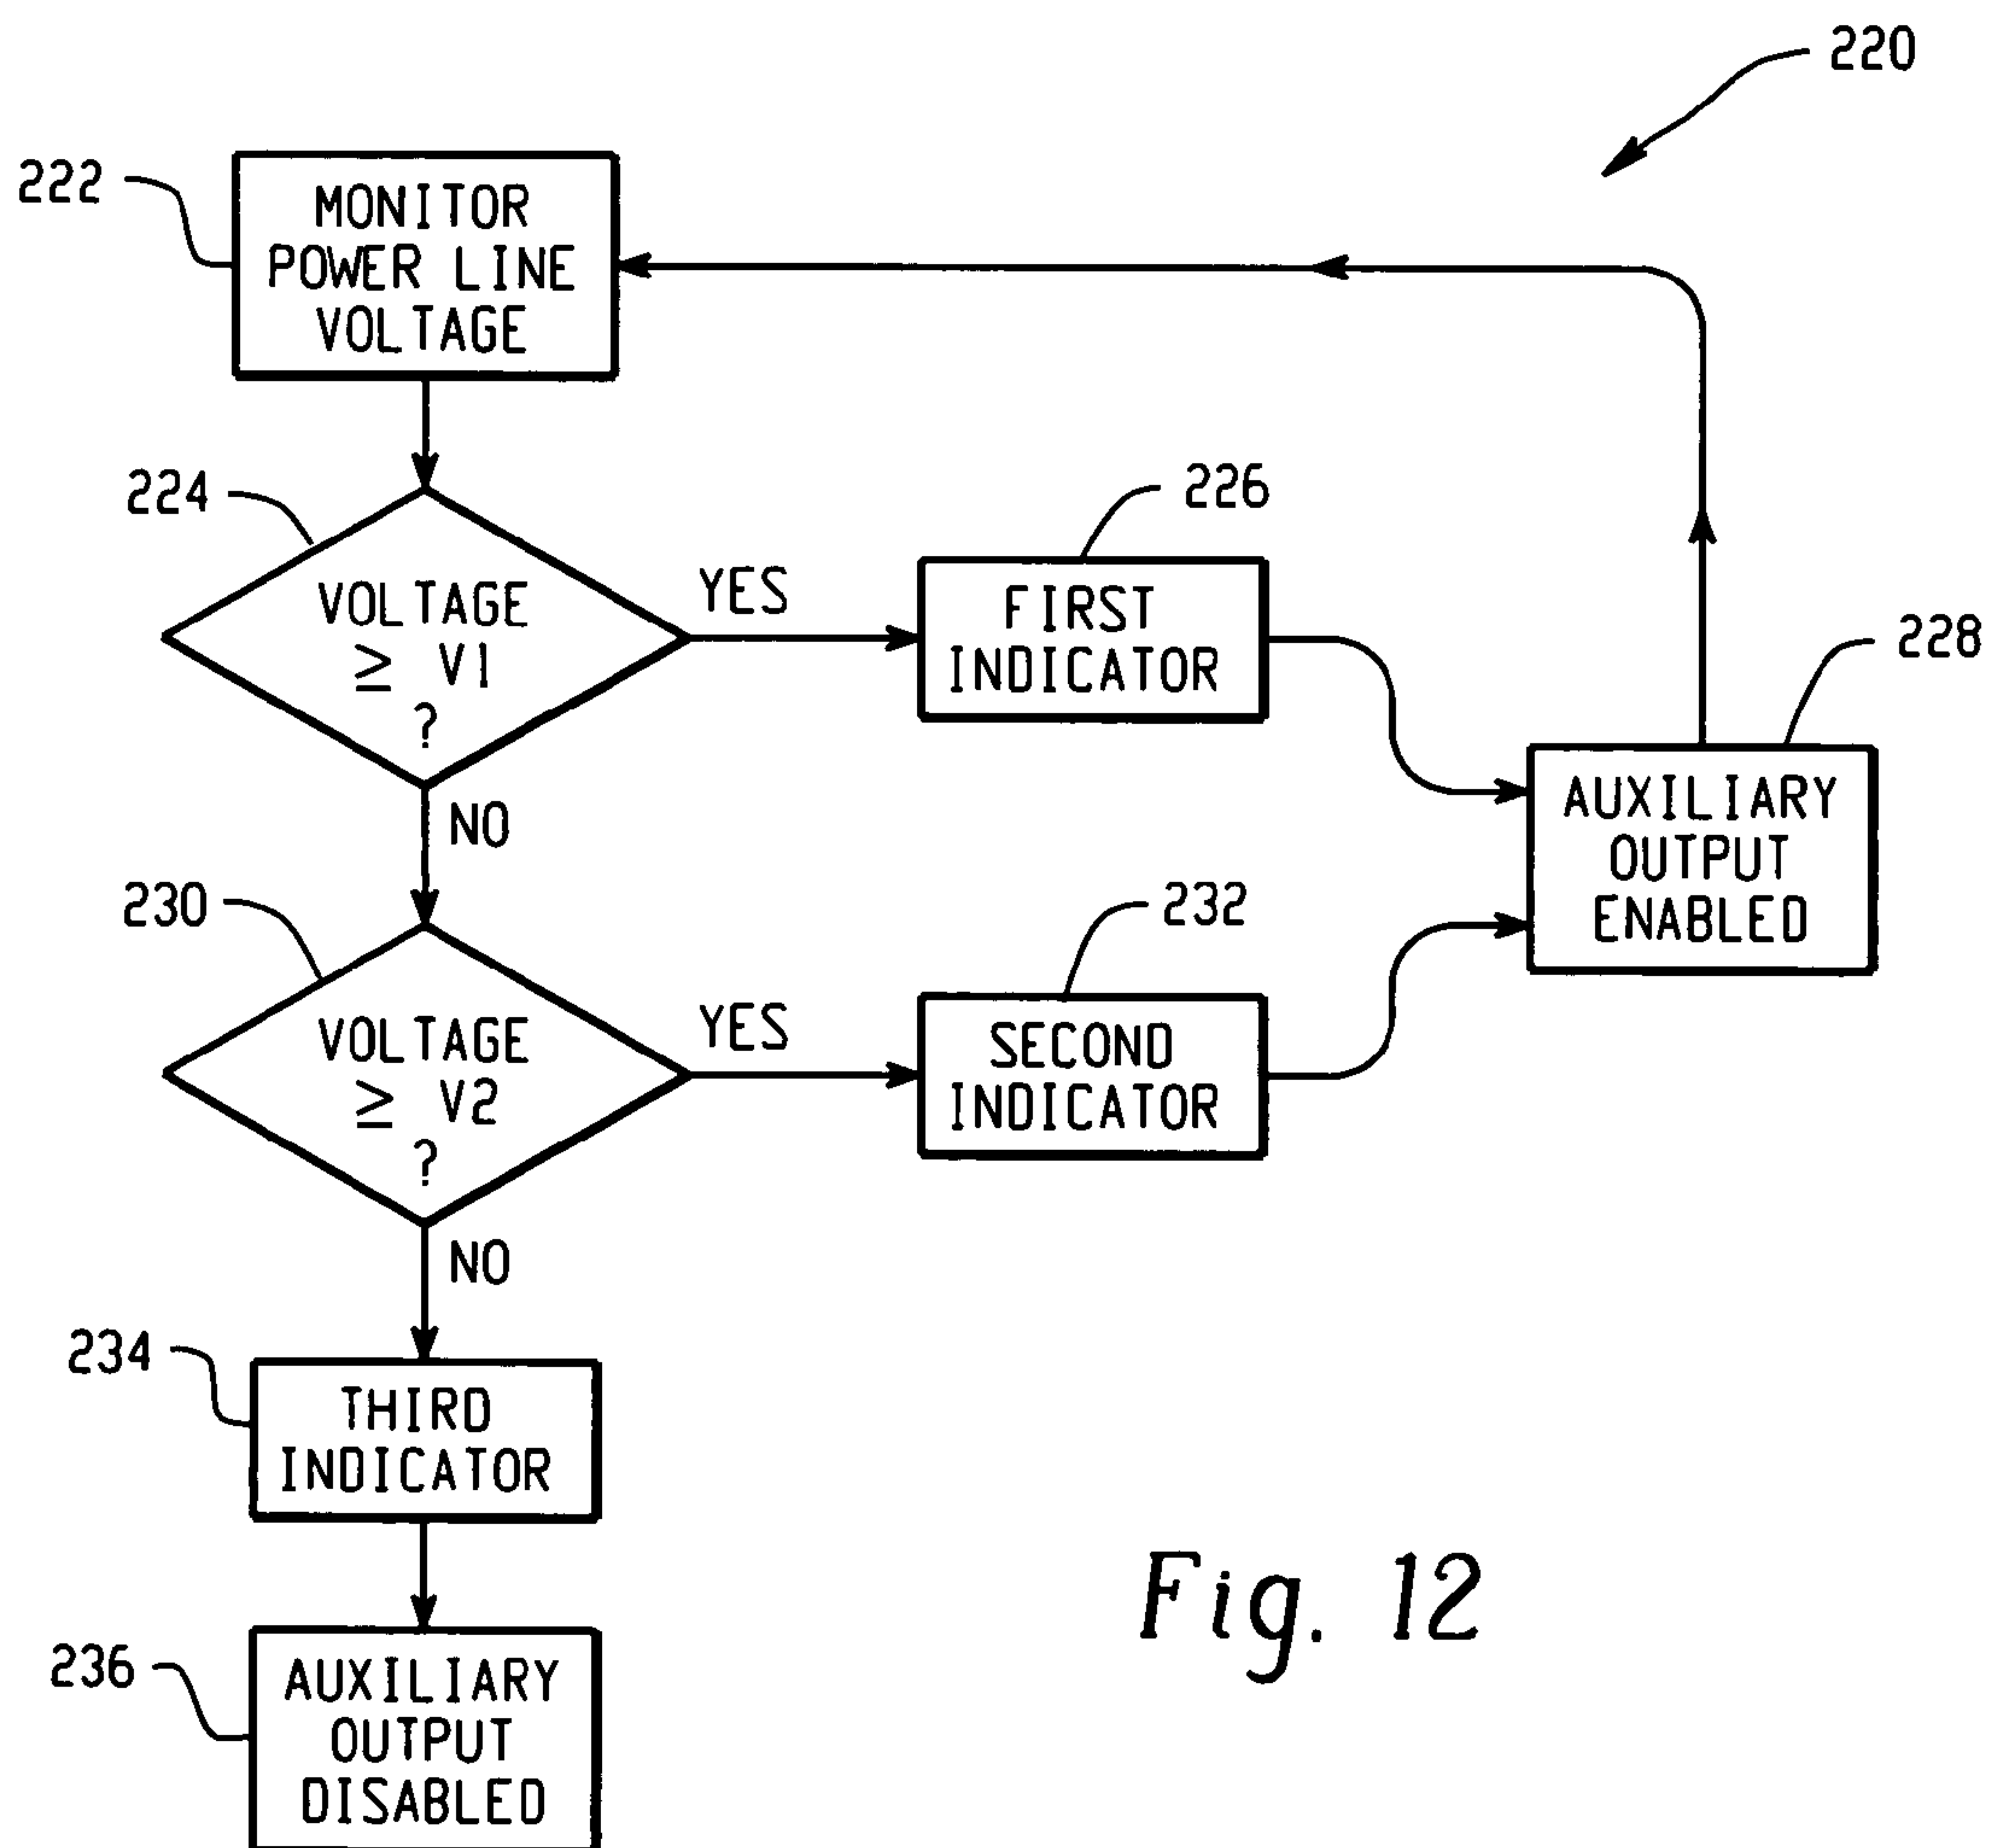 220
222
MONITOR
POWER LINE
VOLTAGE
224
VOLTAGE
≥ V1
?
YES
226
FIRST
INDICATOR
228
AUXILIARY
OUTPUT
ENABLED
NO
230
VOLTAGE
≥ V2
?
YES
232
SECOND
INDICATOR
NO
234
THIRD
INDICATOR
236
AUXILIARY
OUTPUT
DISABLED
Fig. 12